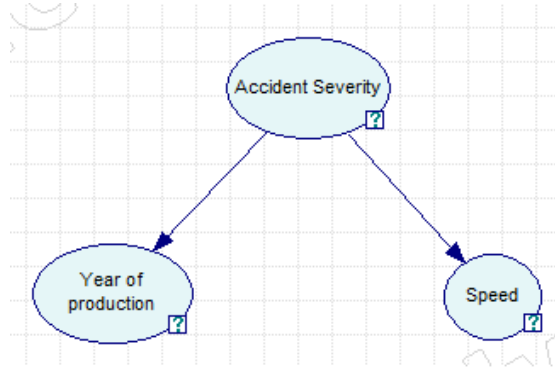 Accident Severity
?
Year of
production
?
Speed
?